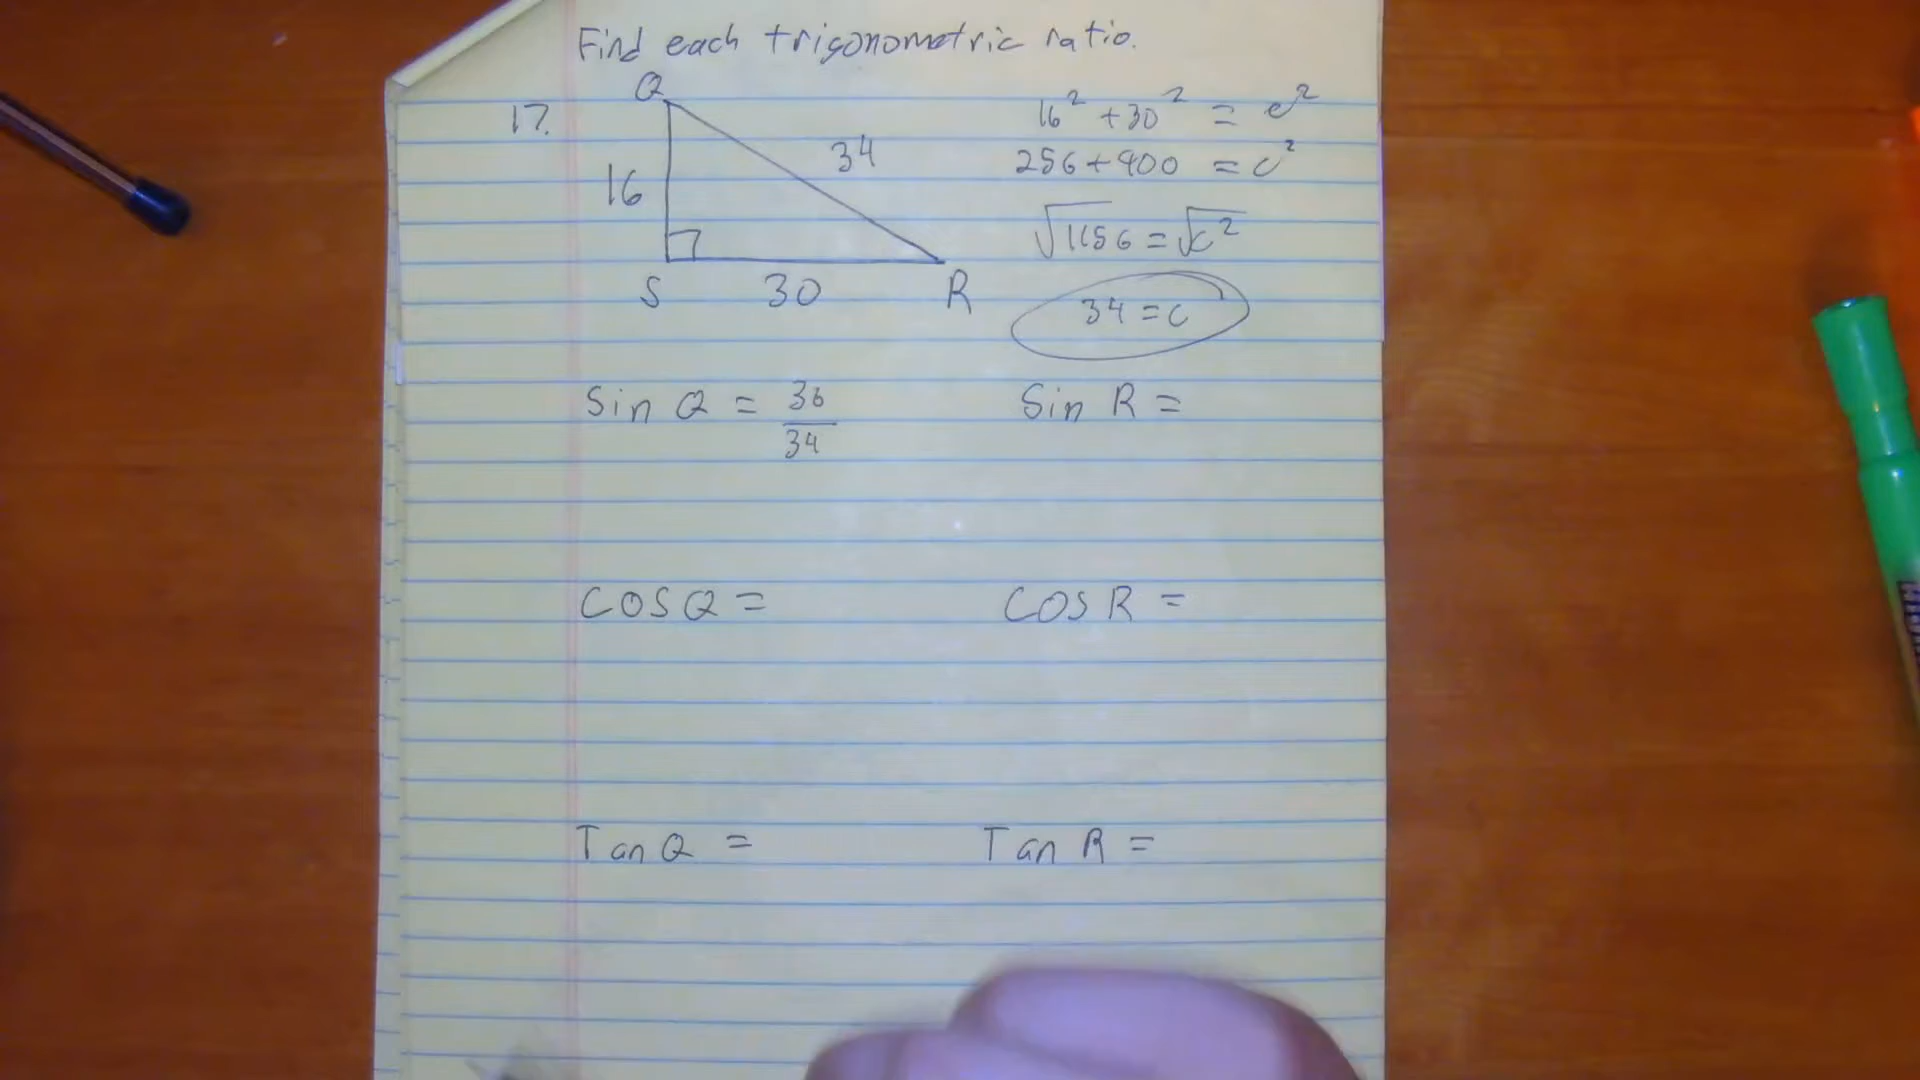 Find each trigonometric ratio.
17.
Q
16
34
S
30
R
16² + 30² = c²
256 + 900 = c²
√1156 = √c²
34 = c
Sin Q = 30/34
Sin R =
Cos Q =
Cos R =
Tan Q =
Tan R =